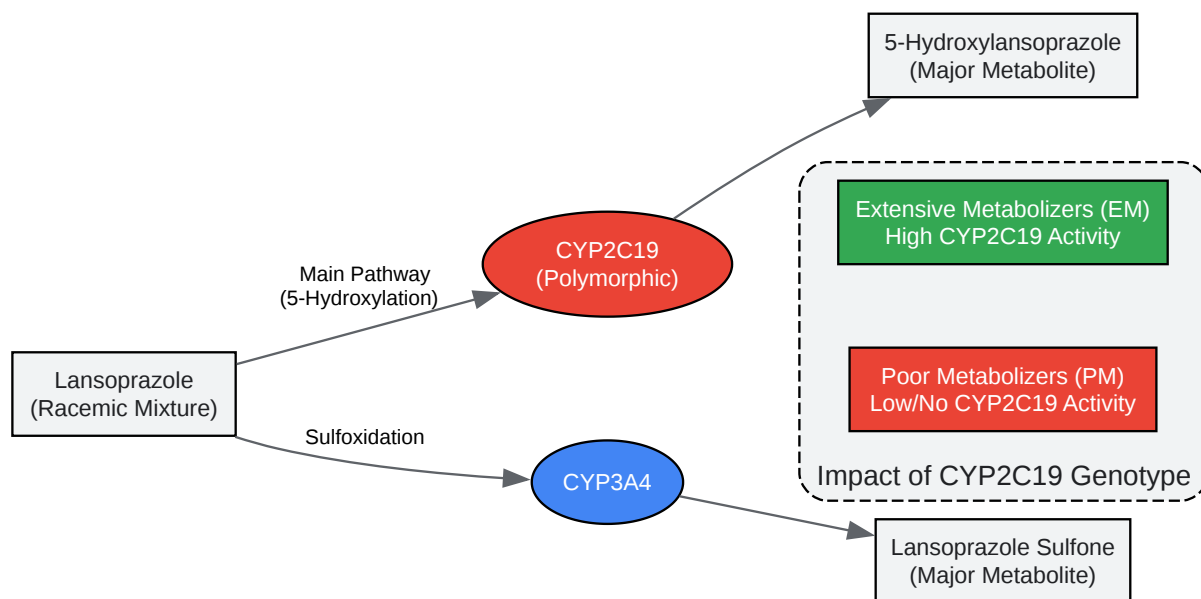 5-Hydroxylansoprazole
(Major Metabolite)
Extensive Metabolizers (EM)
High CYP2C19 Activity
CYP2C19
(Polymorphic)
Main Pathway
(5-Hydroxylation)
Lansoprazole
(Racemic Mixture)
Poor Metabolizers (PM)
Low/No CYP2C19 Activity
Sulfoxidation
Impact of CYP2C19 Genotype
CYP3A4
Lansoprazole Sulfone
(Major Metabolite)